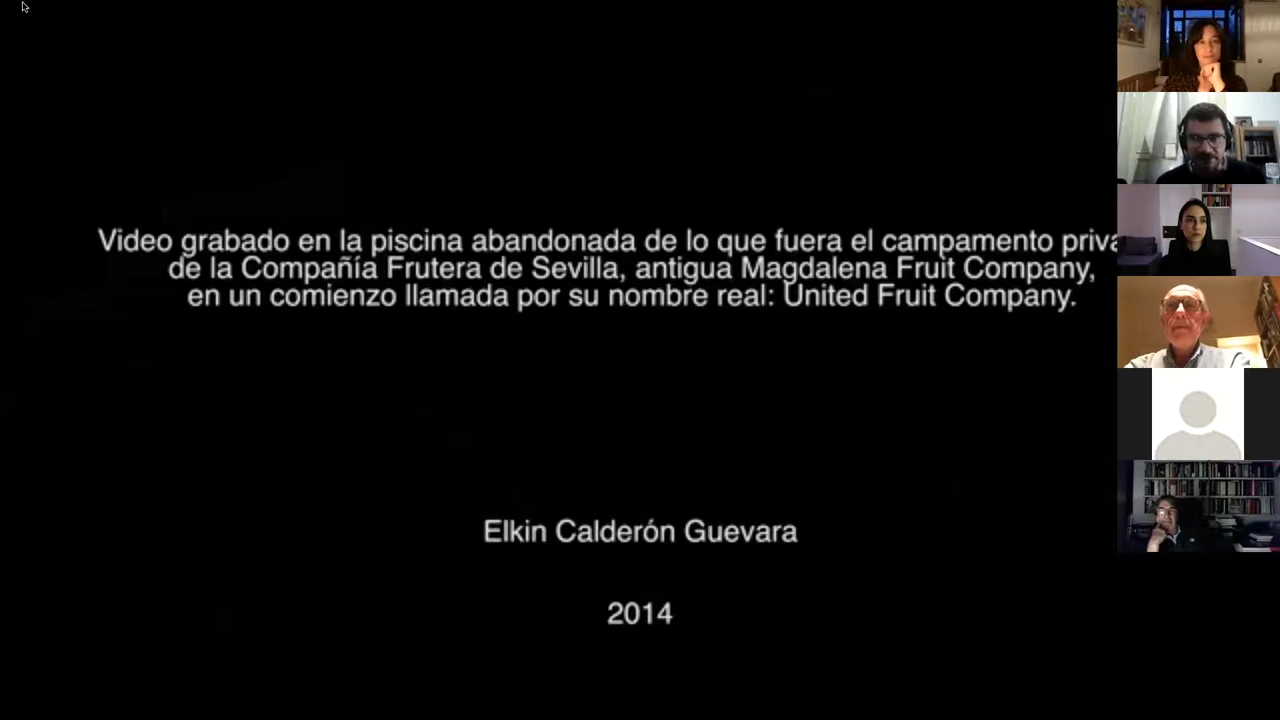 Video grabado en la piscina abandonada de lo que fuera el campamento priva
de la Compañía Frutera de Sevilla, antigua Magdalena Fruit Company,
en un comienzo llamada por su nombre real: United Fruit Company.
Elkin Calderón Guevara
2014